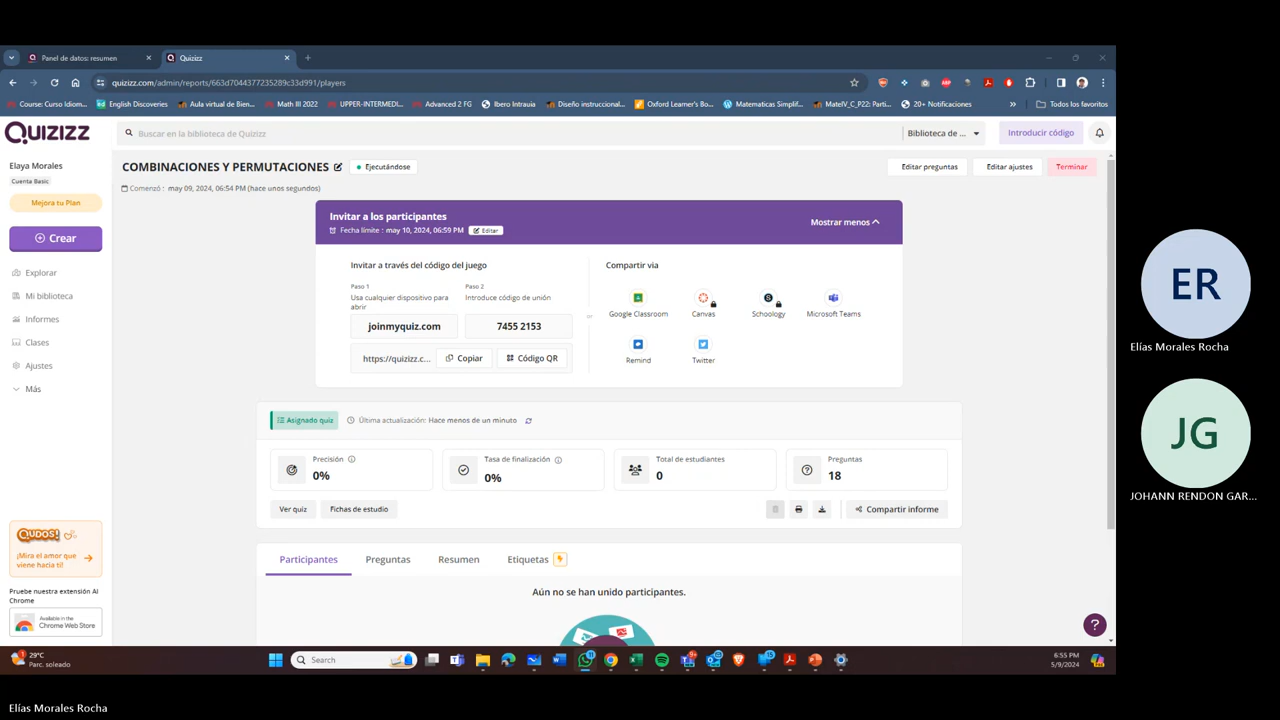 Panel de datos: resumen
Quizizz
quizizz.com/admin/reports/663d7044377235289c33d991/players
Course: Curso Idiom...
English Discoveries
Aula virtual de Bien...
Math III 2022
UPPER-INTERMEDI...
Advanced 2 FG
Ibero Intrauia
Diseño instruccional...
Oxford Learner's Bo...
Matematicas Simplif...
MateIV_C_P22: Parti...
20+ Notificaciones
Todos los favoritos
QUIZIZZ
Buscar en la biblioteca de Quizizz
Biblioteca de ...
Introducir código
Elaya Morales
Cuenta Basic
Mejora tu Plan
Crear
Explorar
Mi biblioteca
Informes
Clases
Ajustes
Más
QUDOS!
¡Mira el amor que
viene hacia ti!
Pruebe nuestra extensión AI
Chrome
Available in the
Chrome Web Store
COMBINACIONES Y PERMUTACIONES
Ejecutándose
Editar preguntas
Editar ajustes
Terminar
Comenzó : may 09, 2024, 06:54 PM (hace unos segundos)
Invitar a los participantes
Fecha límite : may 10, 2024, 06:59 PM
Editar
Mostrar menos
Invitar a través del código del juego
Paso 1
Usa cualquier dispositivo para
abrir
joinmyquiz.com
Paso 2
Introduce código de unión
7455 2153
https://quizizz.c...
Copiar
Código QR
Compartir via
Google Classroom
Canvas
Schoology
Microsoft Teams
Remind
Twitter
Asignado quiz
Última actualización: Hace menos de un minuto
Precisión
0%
Tasa de finalización
0%
Total de estudiantes
0
Preguntas
18
Ver quiz
Fichas de estudio
Compartir informe
Participantes
Preguntas
Resumen
Etiquetas
Aún no se han unido participantes.
29°C
Parc. soleado
Search
6:55 PM
5/9/2024
ER
Elías Morales Rocha
JG
JOHANN RENDON GAR...
Elías Morales Rocha